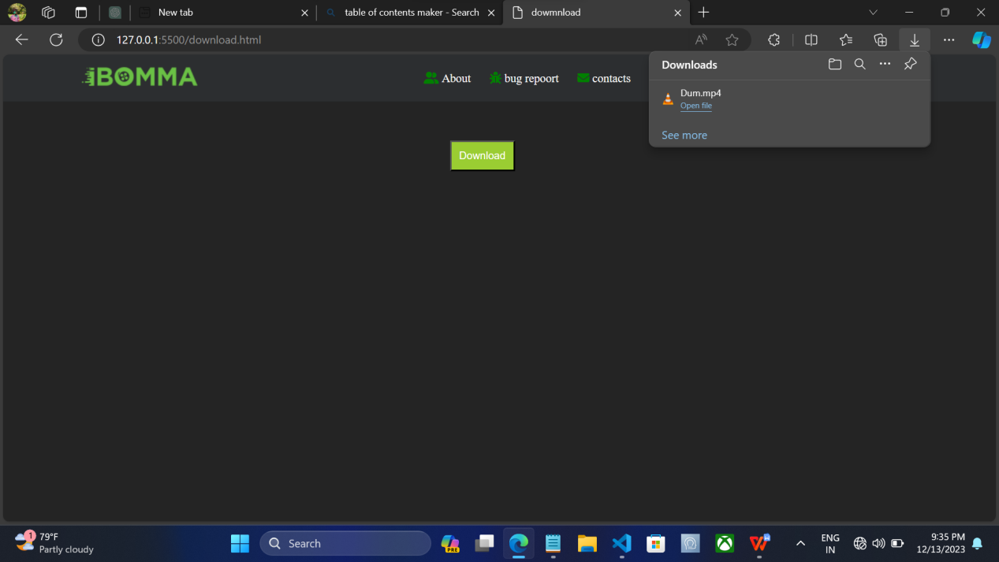 New tab
table of contents maker - Search
dowmnload
127.0.0.1:5500/download.html
iBOMMA
About
bug repoort
contacts
Downloads
Dum.mp4
Open file
See more
Download
1
79°F
Partly cloudy
Search
PRE
ENG
IN
9:35 PM
12/13/2023